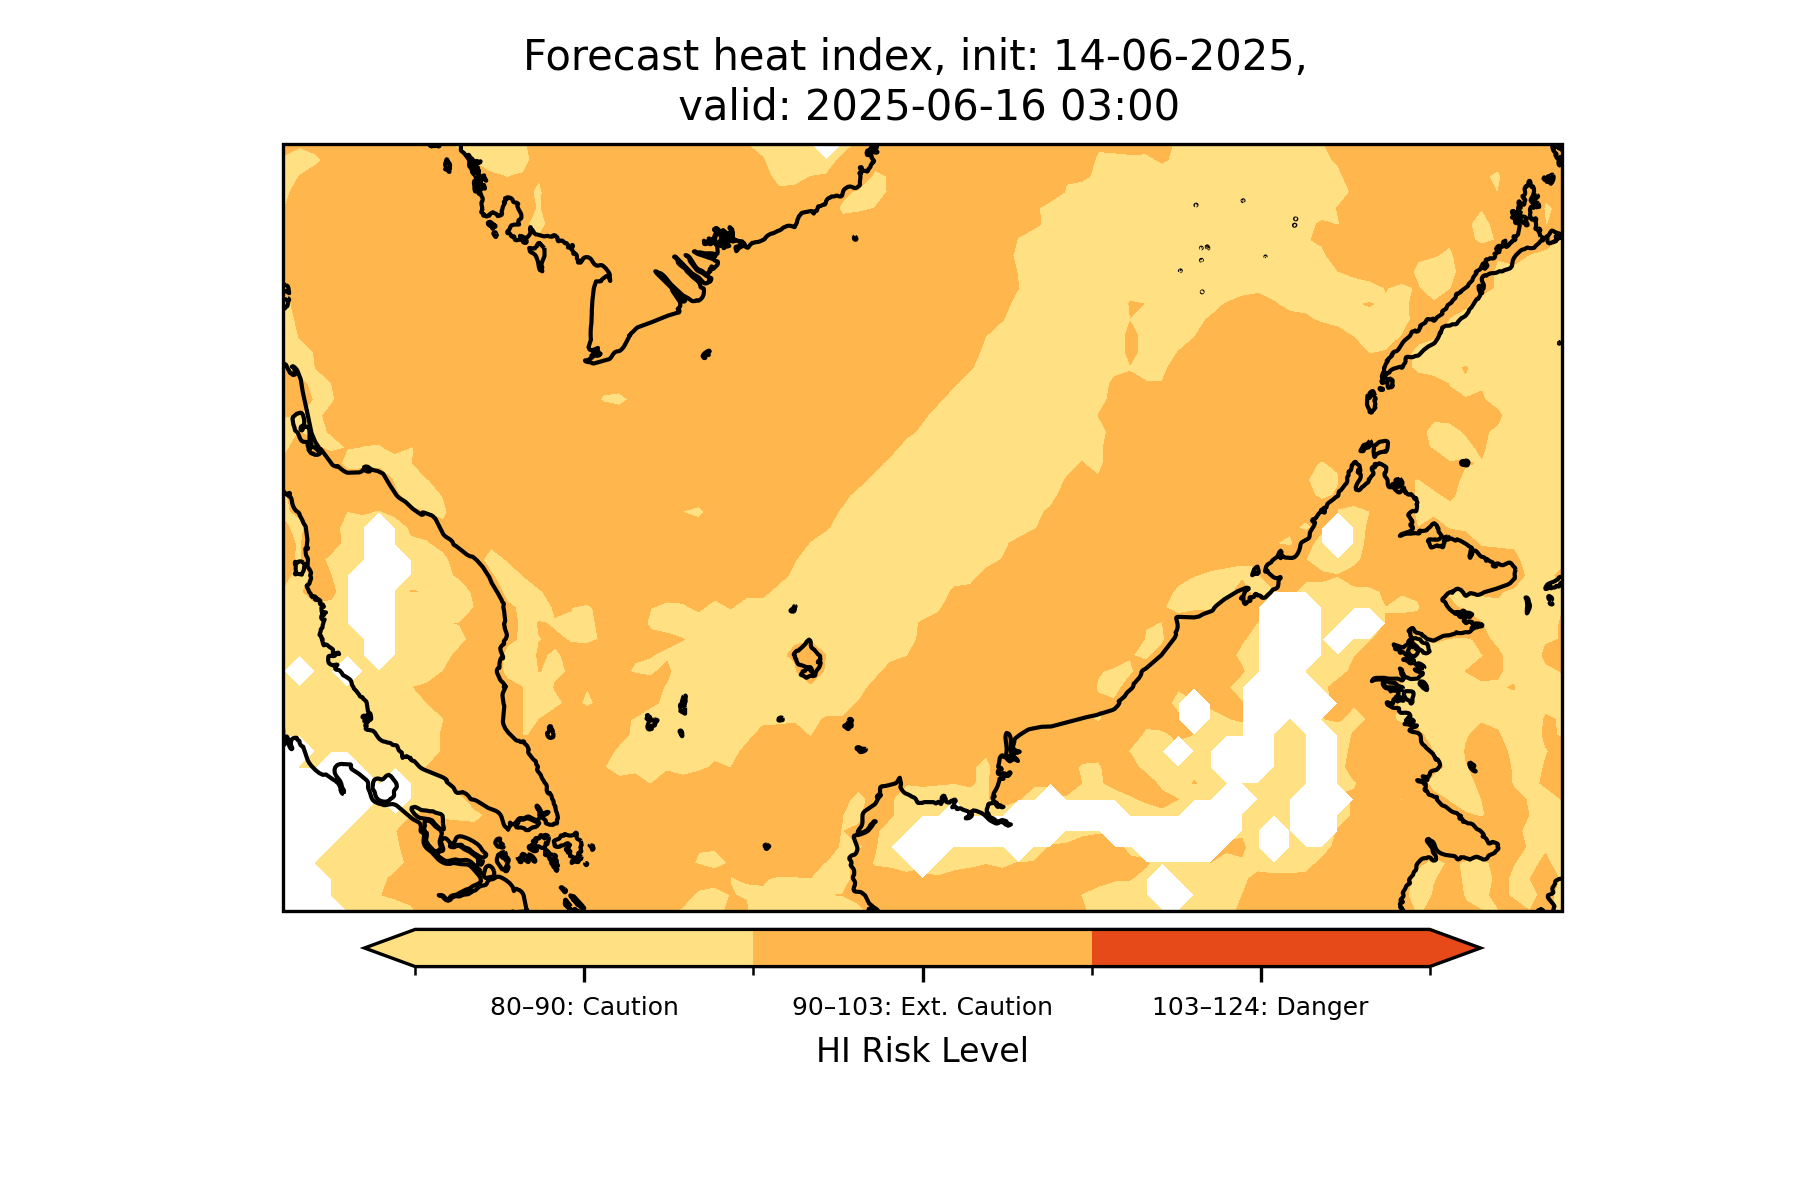 Forecast heat index, init: 14-06-2025,
valid: 2025-06-16 03:00
80–90: Caution
90–103: Ext. Caution
103–124: Danger
HI Risk Level